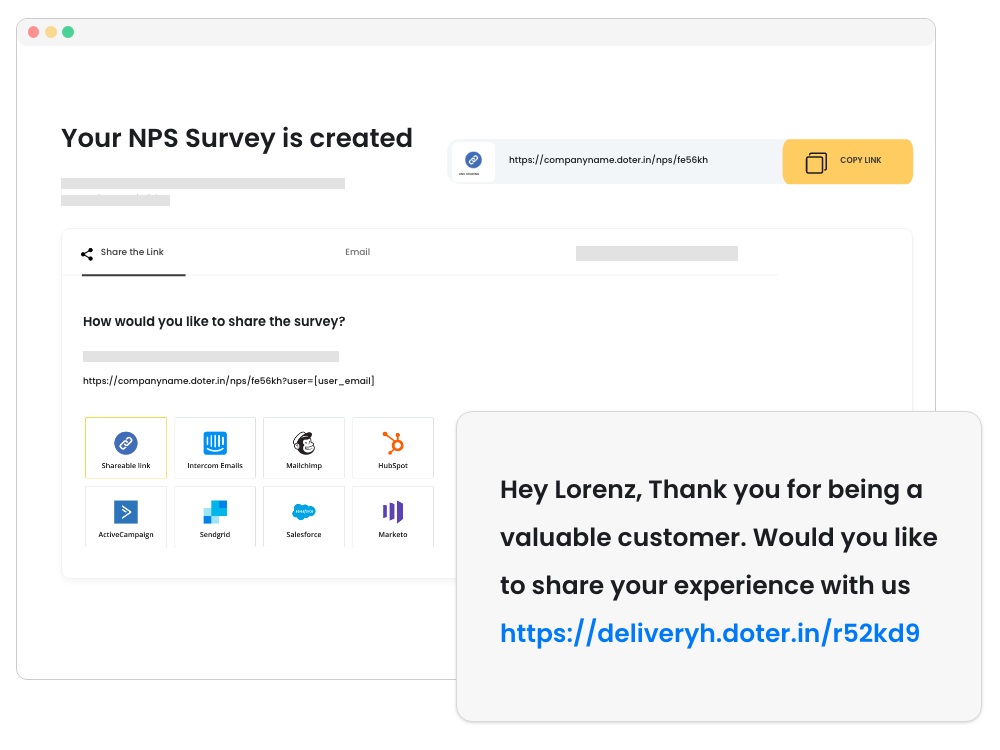 Your NPS Survey is created
https://companyname.doter.in/nps/fe56kh
COPY LINK
Share the Link
Email
How would you like to share the survey?
https://companyname.doter.in/nps/fe56kh?user=[user_email]
Shareable link
Intercom Emails
Mailchimp
HubSpot
ActiveCampaign
Sendgrid
Salesforce
Marketo
Hey Lorenz, Thank you for being a
valuable customer. Would you like
to share your experience with us
https://deliveryh.doter.in/r52kd9